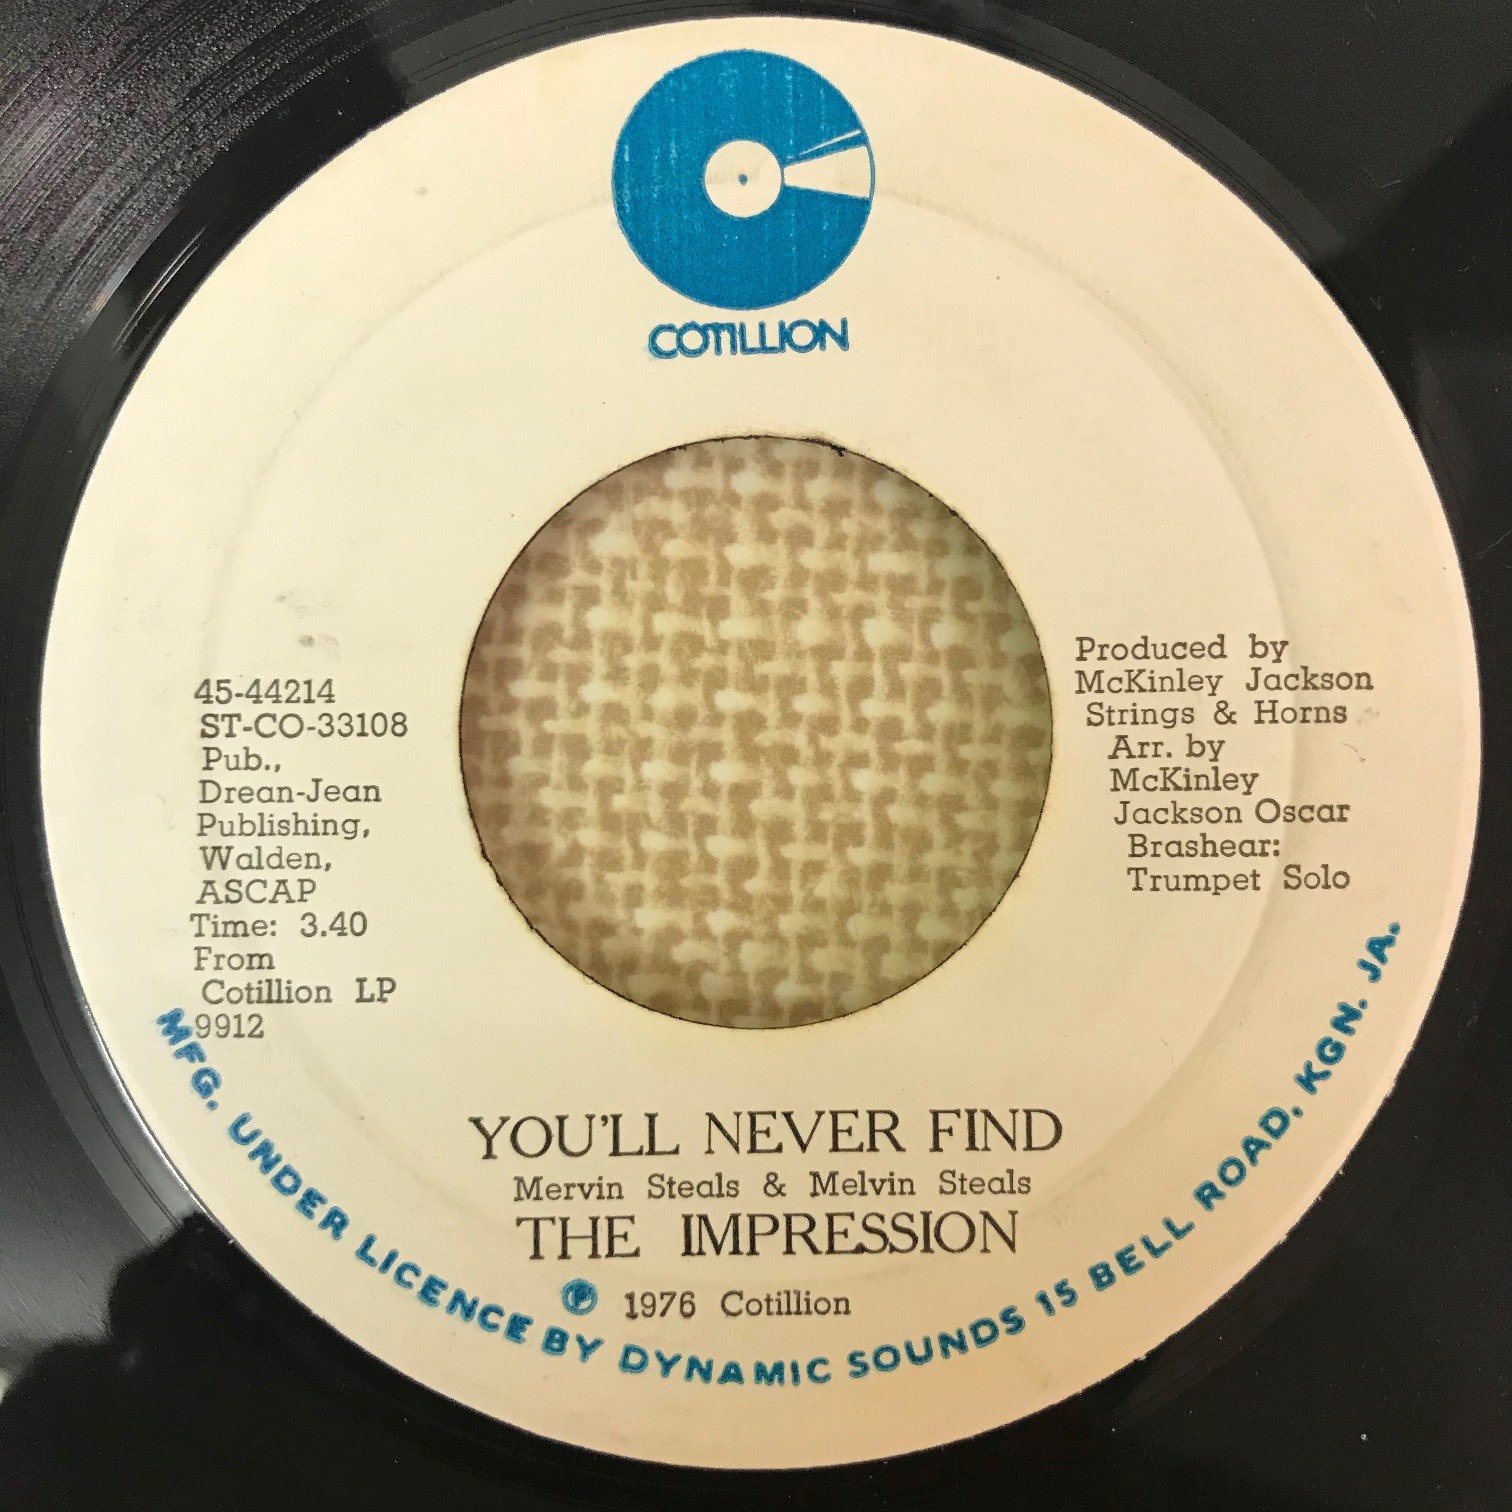 COTILLION
45-44214
ST-CO-33108
Pub.,
Drean-Jean
Publishing,
Walden,
ASCAP
Time: 3.40
From
Cotillion LP
9912
Produced by
McKinley Jackson
Strings & Horns
Arr. by
McKinley
Jackson Oscar
Brashear:
Trumpet Solo
YOU'LL NEVER FIND
Mervin Steals & Melvin Steals
THE IMPRESSION
℗ 1976 Cotillion
MFG. UNDER LICENCE BY DYNAMIC SOUNDS 15 BELL ROAD, KGN. JA.